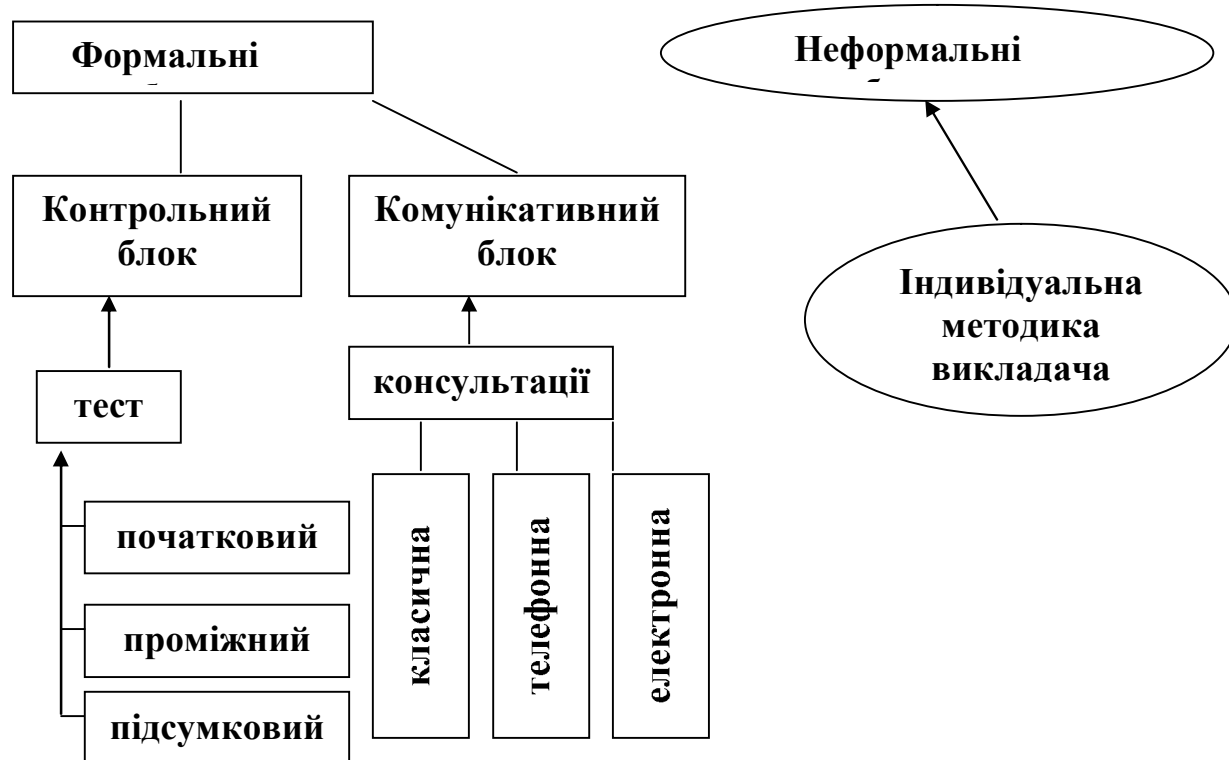 Формальні
Неформальні
Контрольний
блок
Комунікативний
блок
Індивідуальна
методика
викладача
тест
консультації
початковий
проміжний
підсумковий
класична
телефонна
електронна